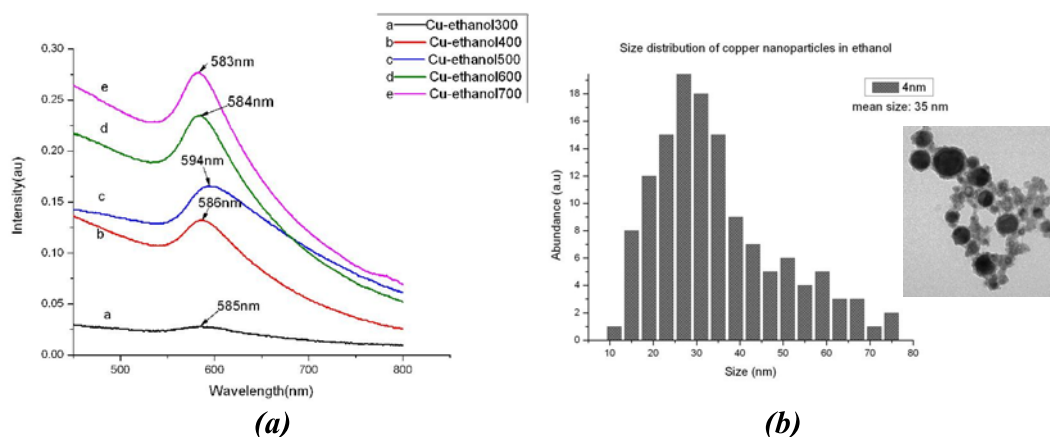 a Cu-ethanol300
b Cu-ethanol400
c Cu-ethanol500
d Cu-ethanol600
e Cu-ethanol700
0.30
0.25
0.20
0.15
0.10
0.05
0.00
Intensity(au)
583nm
584nm
594nm
586nm
585nm
e
d
c
b
a
500 600 700 800
Wavelength(nm)
(a)
Size distribution of copper nanoparticles in ethanol
4nm
mean size: 35 nm
18
16
14
12
10
8
6
4
2
0
Abundance (a.u)
10 20 30 40 50 60 70 80
Size (nm)
(b)